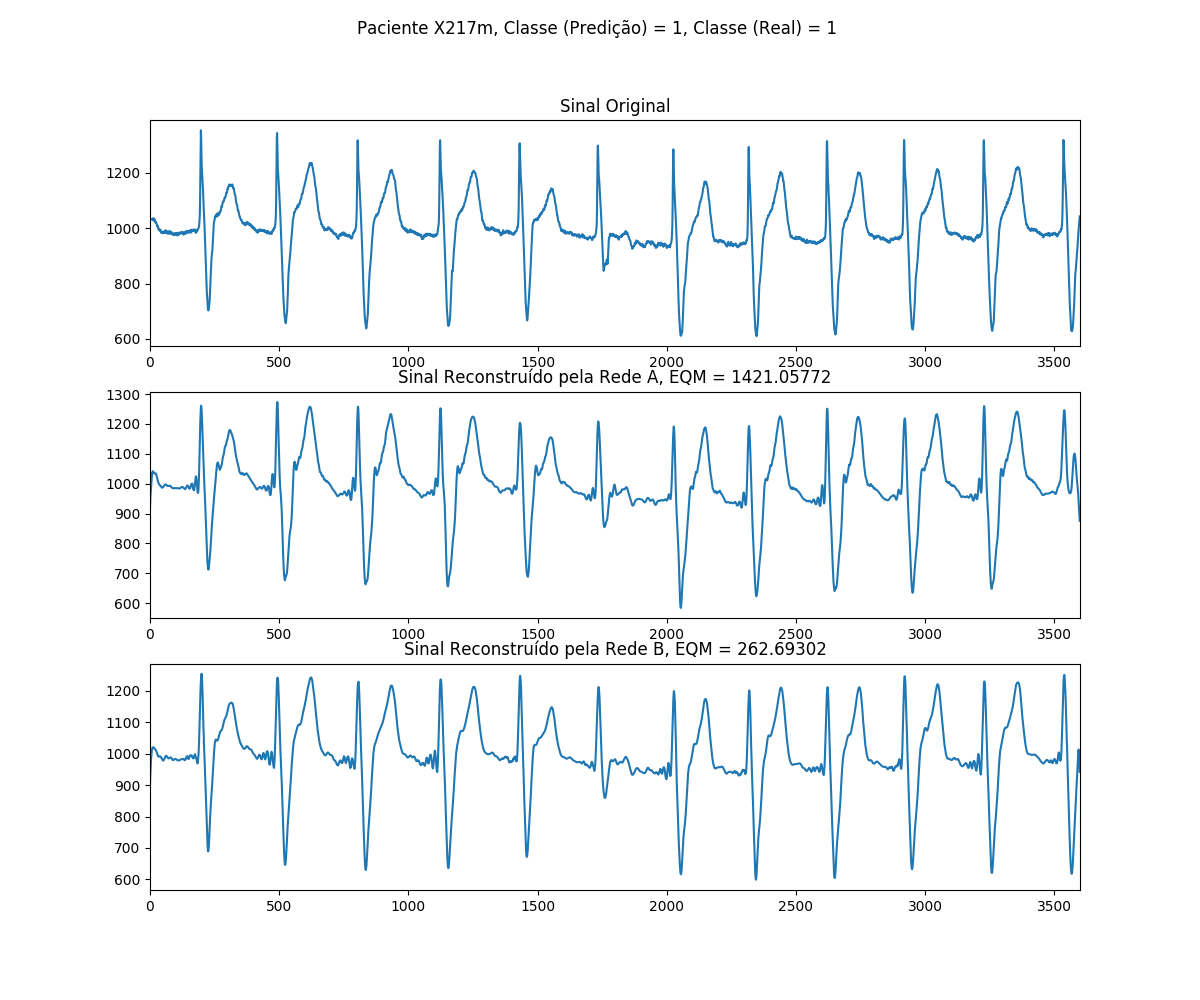 Paciente X217m, Classe (Predição) = 1, Classe (Real) = 1
Sinal Original
1200
1000
800
600
0 500 1000 1500 2000 2500 3000 3500
Sinal Reconstruído pela Rede A, EQM = 1421.05772
1300
1200
1100
1000
900
800
700
600
0 500 1000 1500 2000 2500 3000 3500
Sinal Reconstruído pela Rede B, EQM = 262.69302
1200
1100
1000
900
800
700
600
0 500 1000 1500 2000 2500 3000 3500